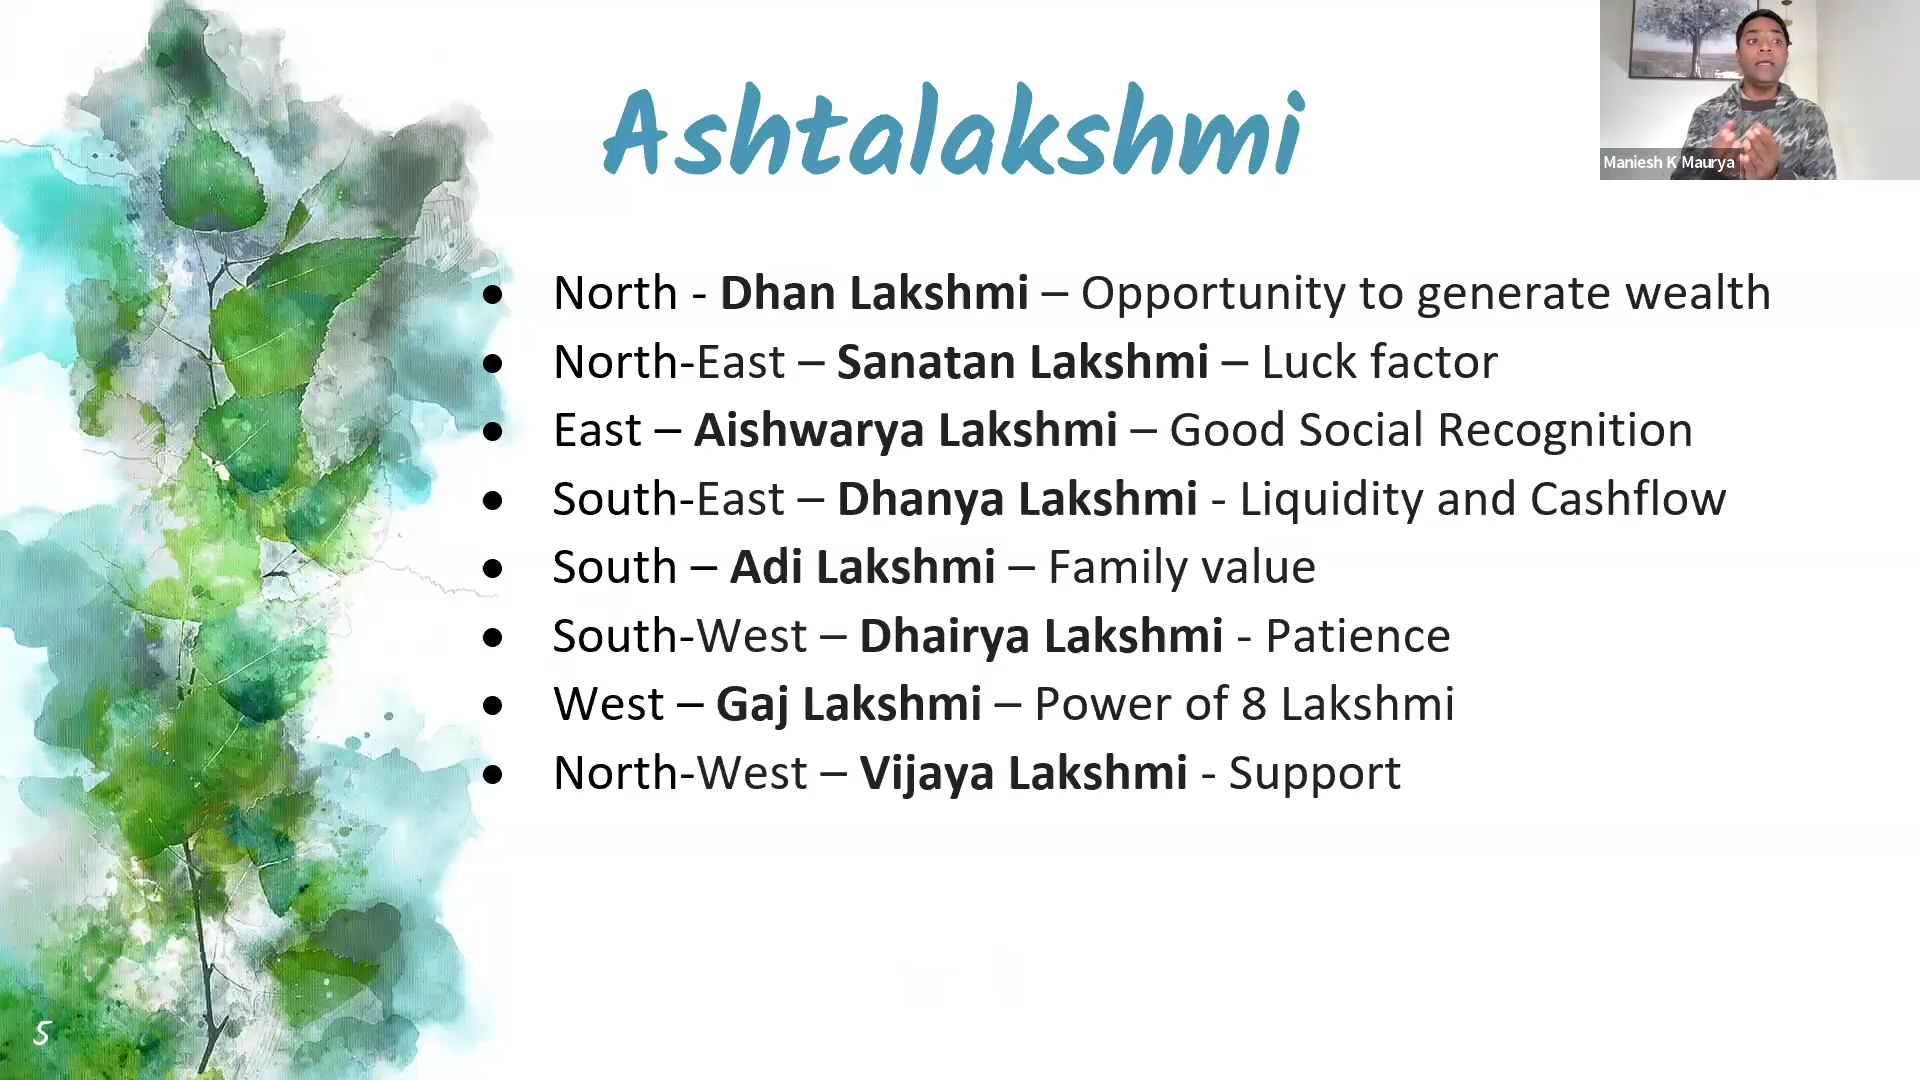 Ashtalakshmi
Maniesh K Maurya
● North - Dhan Lakshmi – Opportunity to generate wealth
● North-East – Sanatan Lakshmi – Luck factor
● East – Aishwarya Lakshmi – Good Social Recognition
● South-East – Dhanya Lakshmi - Liquidity and Cashflow
● South – Adi Lakshmi – Family value
● South-West – Dhairya Lakshmi - Patience
● West – Gaj Lakshmi – Power of 8 Lakshmi
● North-West – Vijaya Lakshmi - Support
5